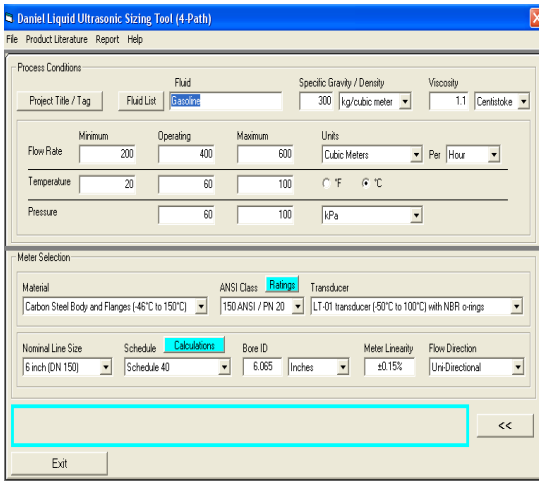 Daniel Liquid Ultrasonic Sizing Tool (4-Path)
File Product Literature Report Help
Process Conditions
Fluid Specific Gravity / Density Viscosity
Project Title / Tag Fluid List Gasoline 300 kg/cubic meter 1.1 Centistoke
Minimum Operating Maximum Units
Flow Rate 200 400 600 Cubic Meters Per Hour
Temperature 20 60 100 °F °C
Pressure 60 100 kPa
Meter Selection
Material ANSI Class Ratings Transducer
Carbon Steel Body and Flanges (-46°C to 150°C) 150 ANSI / PN 20 LT-01 transducer (-50°C to 100°C) with NBR o-rings
Nominal Line Size Schedule Calculations Bore ID Meter Linearity Flow Direction
6 inch (DN 150) Schedule 40 6.065 Inches ±0.15% Uni-Directional
<<
Exit